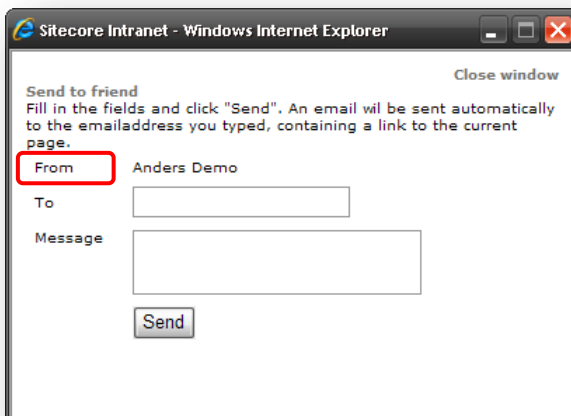 Sitecore Intranet - Windows Internet Explorer
Close window
Send to friend
Fill in the fields and click "Send". An email wil be sent automatically
to the emailaddress you typed, containing a link to the current
page.
From Anders Demo
To
Message
Send